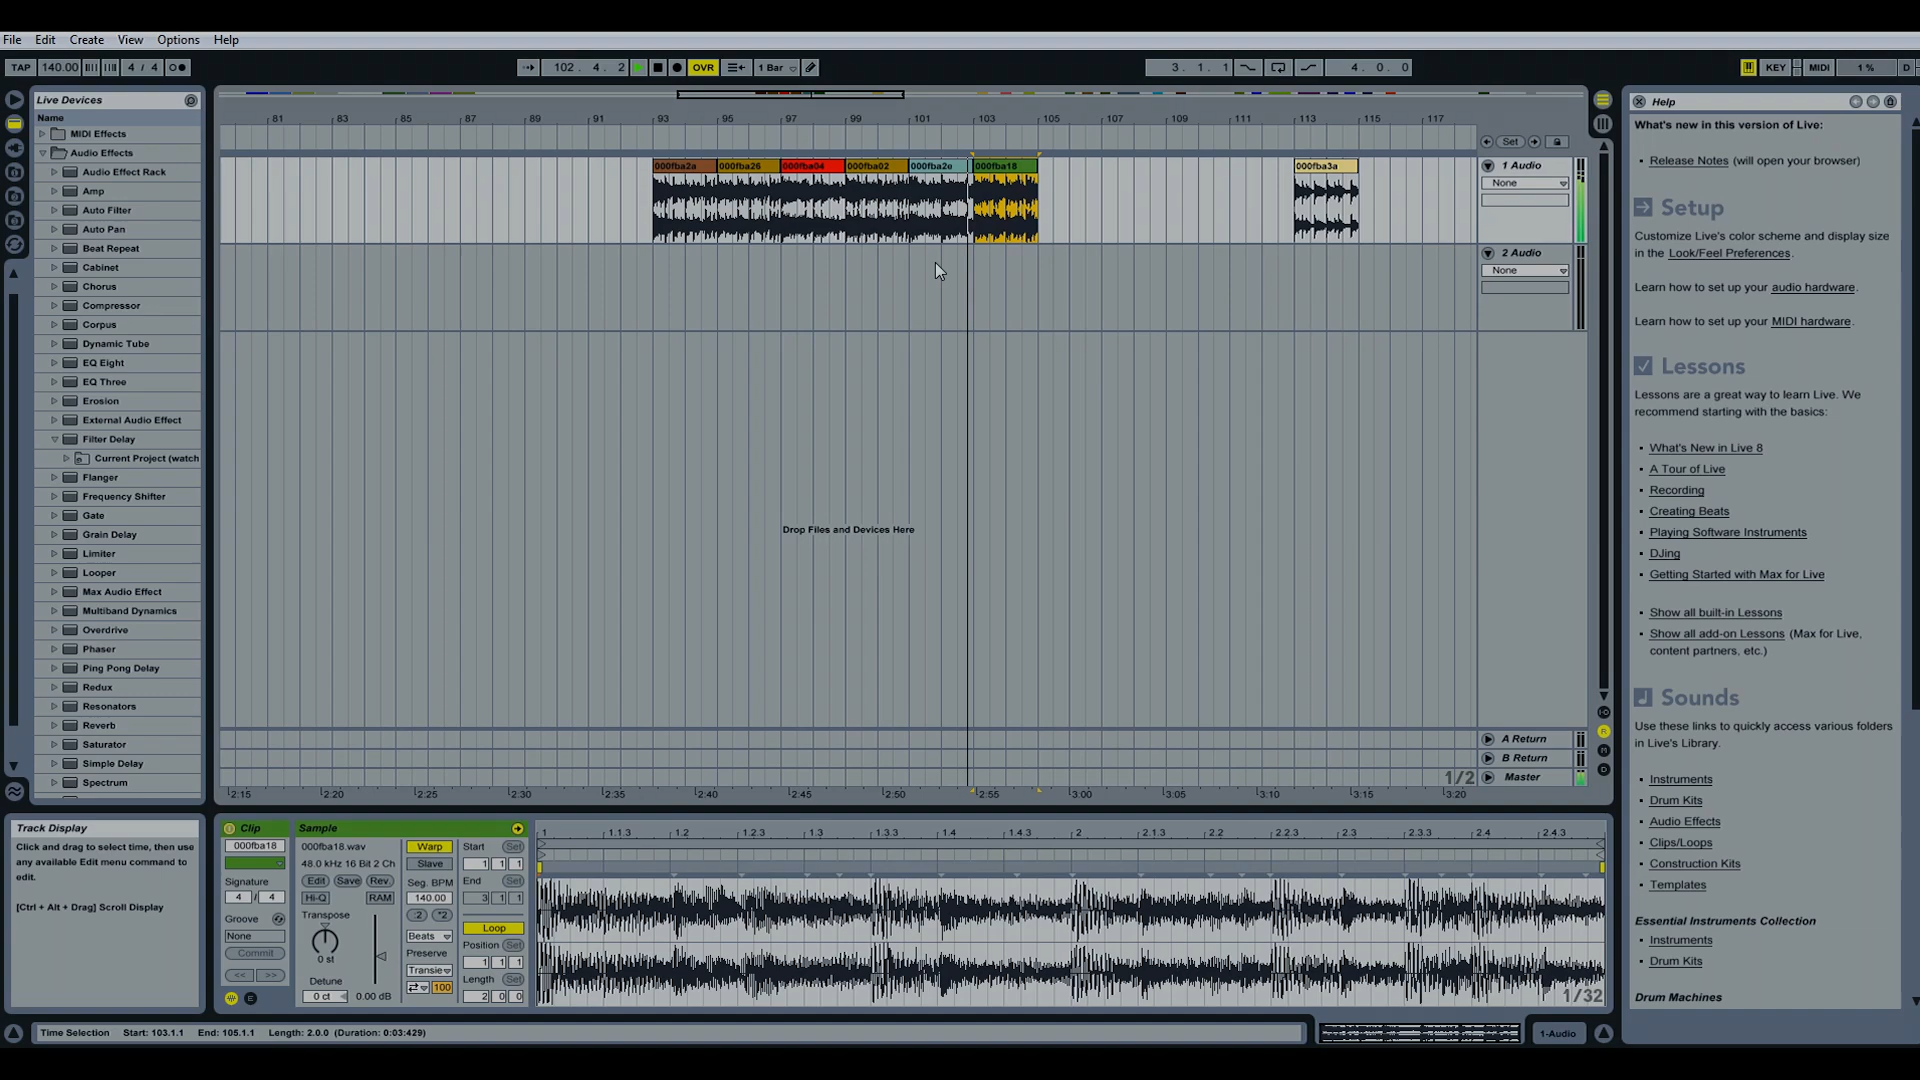 File Edit Create View Options Help
TAP 140.00 4 / 4 102. 4. 2 OVR 1 Bar 3. 1. 1 4. 0. 0 KEY MIDI 1 % D
Live Devices
Name
MIDI Effects
Audio Effects
Audio Effect Rack
Amp
Auto Filter
Auto Pan
Beat Repeat
Cabinet
Chorus
Compressor
Corpus
Dynamic Tube
EQ Eight
EQ Three
Erosion
External Audio Effect
Filter Delay
Current Project (watch
Flanger
Frequency Shifter
Gate
Grain Delay
Limiter
Looper
Max Audio Effect
Multiband Dynamics
Overdrive
Phaser
Ping Pong Delay
Redux
Resonators
Reverb
Saturator
Simple Delay
Spectrum
81 83 85 87 89 91 93 95 97 99 101 103 105 107 109 111 113 115 117
Set
000fba2a 000fba26 000fba04 000fba02 000fba2e 000fba18 000fba3a
1 Audio
None
2 Audio
None
Drop Files and Devices Here
A Return
B Return
1/2 Master
2:15 2:20 2:25 2:30 2:35 2:40 2:45 2:50 2:55 3:00 3:05 3:10 3:15 3:20
Help
What's new in this version of Live:
Release Notes (will open your browser)
Setup
Customize Live's color scheme and display size
in the Look/Feel Preferences.
Learn how to set up your audio hardware.
Learn how to set up your MIDI hardware.
Lessons
Lessons are a great way to learn Live. We
recommend starting with the basics:
What's New in Live 8
A Tour of Live
Recording
Creating Beats
Playing Software Instruments
DJing
Getting Started with Max for Live
Show all built-in Lessons
Show all add-on Lessons (Max for Live,
content partners, etc.)
Sounds
Use these links to quickly access various folders
in Live's Library.
Instruments
Drum Kits
Audio Effects
Clips/Loops
Construction Kits
Templates
Essential Instruments Collection
Instruments
Drum Kits
Drum Machines
Track Display
Click and drag to select time, then use
any available Edit menu command to
edit.
[Ctrl + Alt + Drag] Scroll Display
Clip
000fba18
Signature
4 / 4
Groove
None
Commit
<< >>
E
Sample
000fba18.wav
48.0 kHz 16 Bit 2 Ch
Edit Save Rev.
Hi-Q RAM
Transpose
0 st
Detune
0 ct 0.00 dB
Warp
Slave
Seg. BPM
140.00
:2 *2
Beats
Preserve
Transie
100
Start Set
1 1 1
End Set
3 1 1
Loop
Position Set
1 1 1
Length Set
2 0 0
1 1.1.3 1.2 1.2.3 1.3 1.3.3 1.4 1.4.3 2 2.1.3 2.2 2.2.3 2.3 2.3.3 2.4 2.4.3
1/32
Time Selection Start: 103.1.1 End: 105.1.1 Length: 2.0.0 (Duration: 0:03:429)
1-Audio